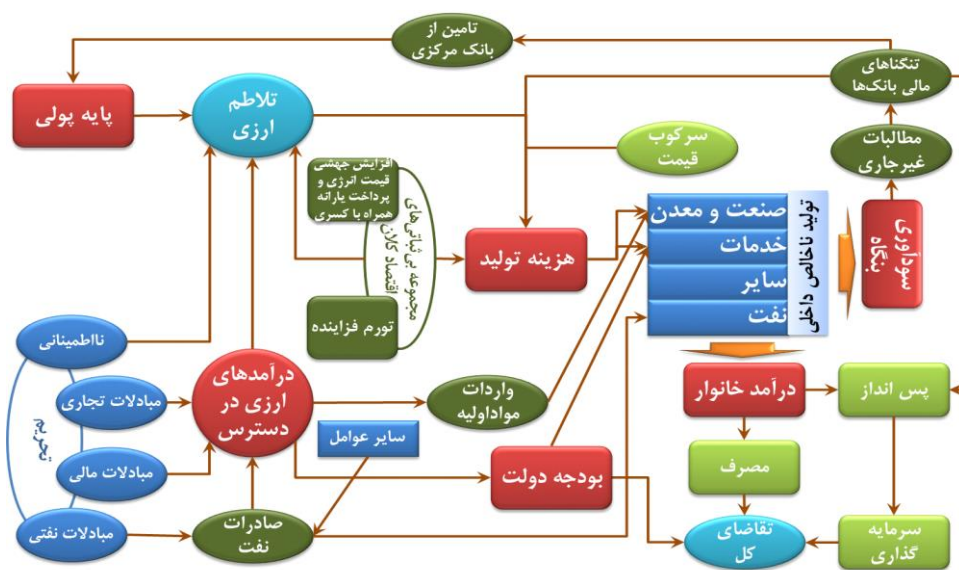 تامین از
بانک مرکزی
تنگناهای
مالی بانک‌ها
پایه پولی
تلاطم
ارزی
سرکوب
قیمت
مطالبات
غیرجاری
افزایش جهشی
قیمت انرژی و
پرداخت یارانه
همراه با کسری
مجموعه بی‌ثباتی‌های
اقتصاد کلان
تورم فزاینده
هزینه تولید
صنعت و معدن
خدمات
سایر
نفت
تولید ناخالص داخلی
سودآوری
بنگاه
نااطمینانی
مبادلات تجاری
مبادلات مالی
مبادلات نفتی
تحریم
درآمدهای
ارزی در
دسترس
واردات
مواداولیه
سایر عوامل
درآمد خانوار
پس انداز
بودجه دولت
مصرف
صادرات
نفت
تقاضای
کل
سرمایه
گذاری